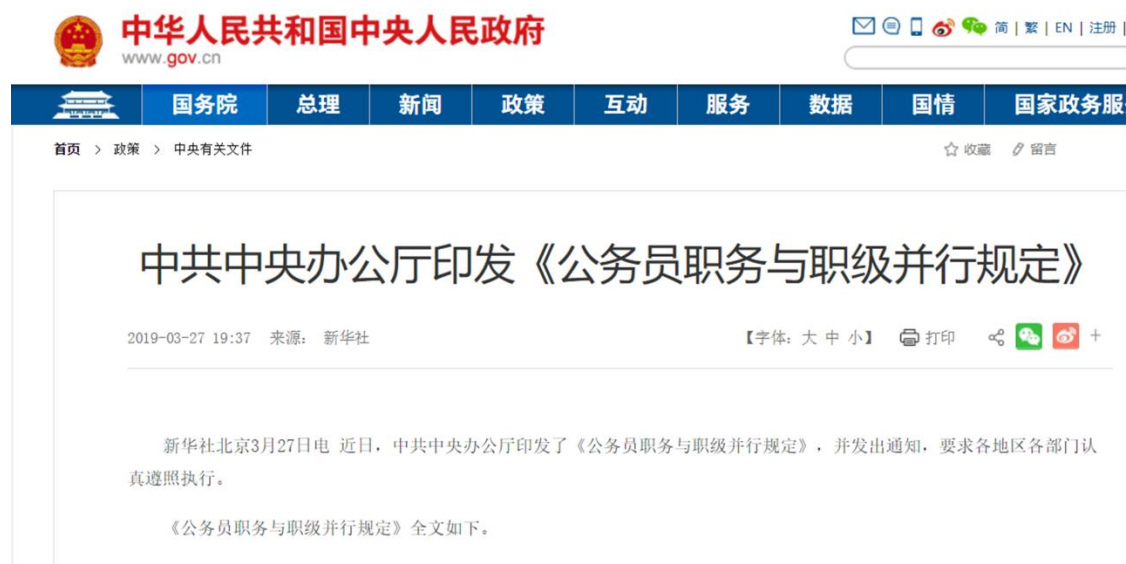 中华人民共和国中央人民政府
www.gov.cn
简 | 繁 | EN | 注册 |
国务院 总理 新闻 政策 互动 服务 数据 国情 国家政务服
首页 > 政策 > 中央有关文件
收藏 留言
中共中央办公厅印发《公务员职务与职级并行规定》
2019-03-27 19:37 来源: 新华社 【字体: 大 中 小】 打印 +
新华社北京3月27日电 近日，中共中央办公厅印发了《公务员职务与职级并行规定》，并发出通知，要求各地区各部门认
真遵照执行。
《公务员职务与职级并行规定》全文如下。